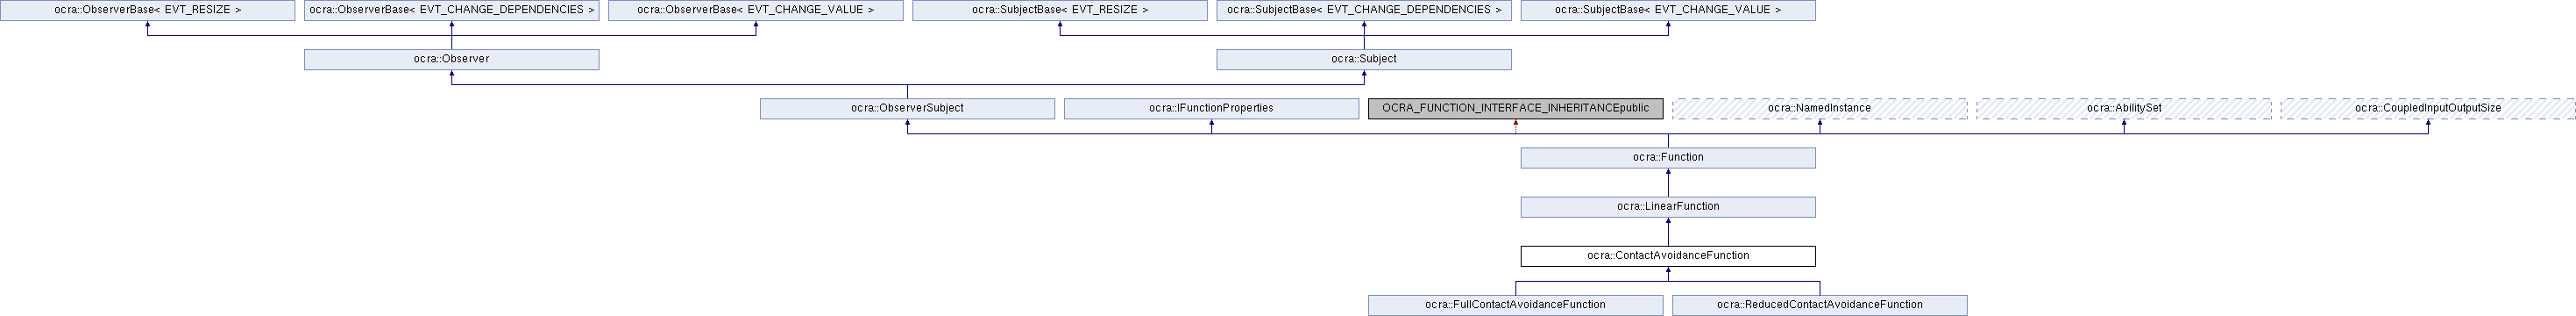 ocra::ObserverBase< EVT_RESIZE >
ocra::ObserverBase< EVT_CHANGE_DEPENDENCIES >
ocra::ObserverBase< EVT_CHANGE_VALUE >
ocra::SubjectBase< EVT_RESIZE >
ocra::SubjectBase< EVT_CHANGE_DEPENDENCIES >
ocra::SubjectBase< EVT_CHANGE_VALUE >
ocra::Observer
ocra::Subject
ocra::ObserverSubject
ocra::IFunctionProperties
OCRA_FUNCTION_INTERFACE_INHERITANCEpublic
ocra::NamedInstance
ocra::AbilitySet
ocra::CoupledInputOutputSize
ocra::Function
ocra::LinearFunction
ocra::ContactAvoidanceFunction
ocra::FullContactAvoidanceFunction
ocra::ReducedContactAvoidanceFunction